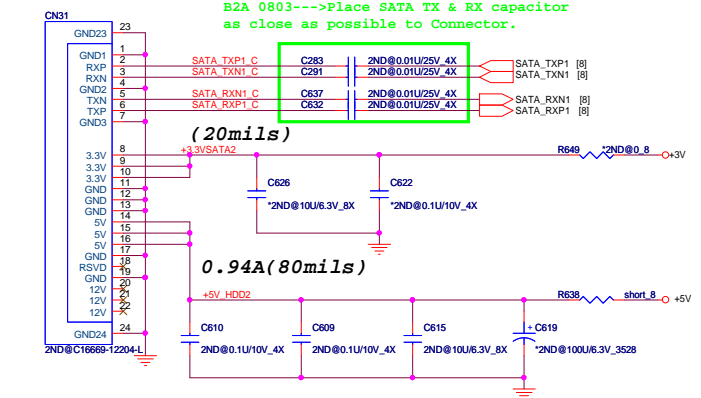 B2A 0803--->Place SATA TX & RX capacitor
as close as possible to Connector.
CN31
GND23 23
GND1 1
RXP 2 SATA_TXP1_C C283 2ND@0.01U/25V_4X SATA_TXP1 [8]
RXN 3 SATA_TXN1_C C291 2ND@0.01U/25V_4X SATA_TXN1 [8]
GND2 4
TXN 5 SATA_RXN1_C C637 2ND@0.01U/25V_4X SATA_RXN1 [8]
TXP 6 SATA_RXP1_C C632 2ND@0.01U/25V_4X SATA_RXP1 [8]
GND3 7
(20mils)
3.3V 8 +3.3VSATA2 R649 *2ND@0_8 +3V
3.3V 9
3.3V 10
GND 11
GND 12
GND 13
C626 C622
*2ND@10U/6.3V_8X *2ND@0.1U/10V_4X
5V 14
5V 15
5V 16
GND 17
RSVD 18
GND 19
12V 20
12V 21
12V 22
0.94A(80mils)
+5V_HDD2 R638 short_8 +5V
GND24 24
C610 C609 C615 + C619
2ND@0.1U/10V_4X 2ND@0.1U/10V_4X 2ND@10U/6.3V_8X *2ND@100U/6.3V_3528
2ND@C16669-12204-L